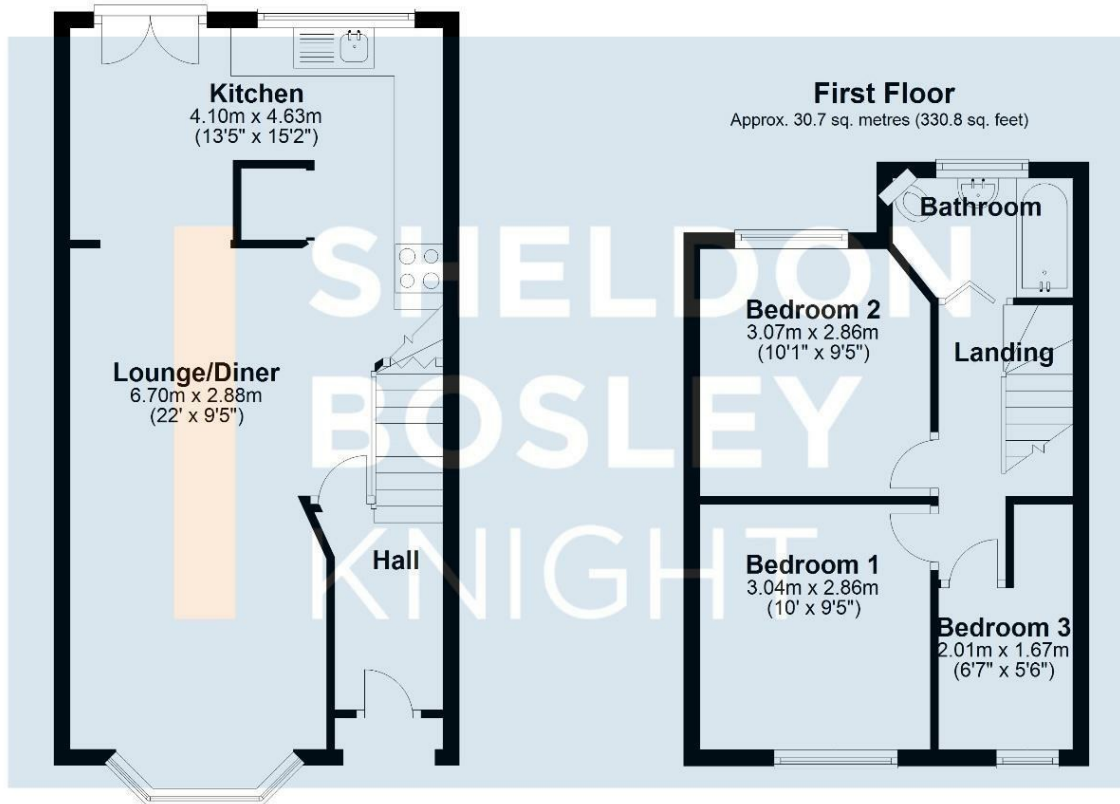 Kitchen
4.10m x 4.63m
(13'5" x 15'2")
Lounge/Diner
6.70m x 2.88m
(22' x 9'5")
Hall
First Floor
Approx. 30.7 sq. metres (330.8 sq. feet)
Bathroom
Bedroom 2
3.07m x 2.86m
(10'1" x 9'5")
Landing
Bedroom 1
3.04m x 2.86m
(10' x 9'5")
Bedroom 3
2.01m x 1.67m
(6'7" x 5'6")
SHELDON
BOSLEY
KNIGHT